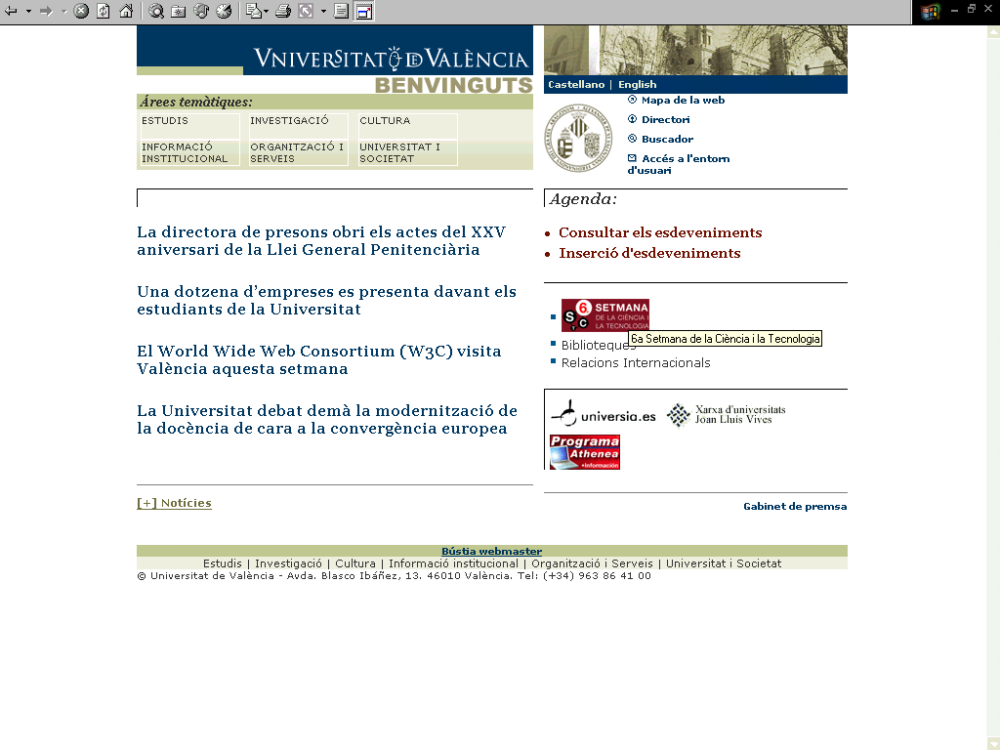 VNIVERSITAT DE VALÈNCIA
BENVINGUTS
Castellano | English
Árees temàtiques:
ESTUDIS
INVESTIGACIÓ
CULTURA
INFORMACIÓ
INSTITUCIONAL
ORGANITZACIÓ I
SERVEIS
UNIVERSITAT I
SOCIETAT
Mapa de la web
Directori
Buscador
Accés a l'entorn
d'usuari
La directora de presons obri els actes del XXV
aniversari de la Llei General Penitenciària
Una dotzena d'empreses es presenta davant els
estudiants de la Universitat
El World Wide Web Consortium (W3C) visita
València aquesta setmana
La Universitat debat demà la modernització de
la docència de cara a la convergència europea
[+] Notícies
Agenda:
• Consultar els esdeveniments
• Inserció d'esdeveniments
6a SETMANA
DE LA CIÈNCIA I
LA TECNOLOGIA
S T C
6a Setmana de la Ciència i la Tecnologia
Biblioteques
Relacions Internacionals
universia.es
Xarxa d'universitats
Joan Lluís Vives
Programa
Athenea
+Información
Gabinet de premsa
Bústia webmaster
Estudis | Investigació | Cultura | Informació institucional | Organització i Serveis | Universitat i Societat
© Universitat de València - Avda. Blasco Ibáñez, 13. 46010 València. Tel: (+34) 963 86 41 00